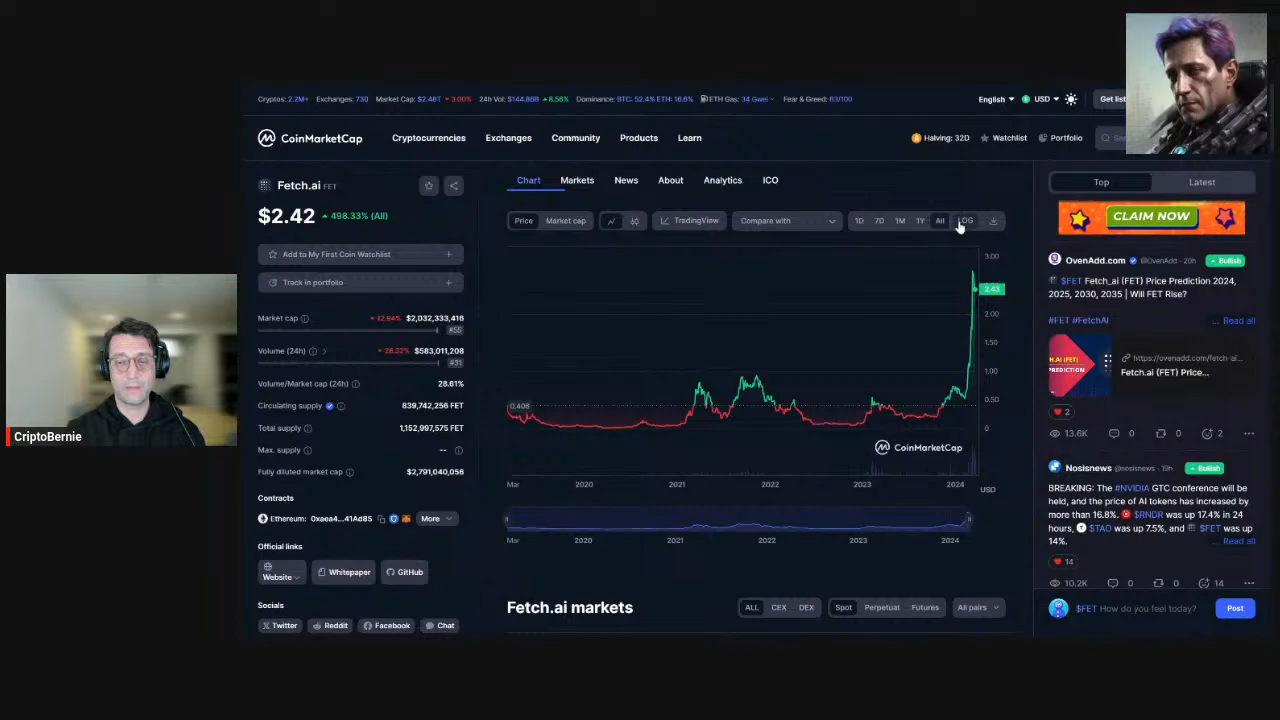 Cryptos: 2.2M+ Exchanges: 730 Market Cap: $2.48T 3.00% 24h Vol: $144.86B 8.56% Dominance: BTC: 52.4% ETH: 16.6% ETH Gas: 34 Gwei Fear & Greed: 83/100
English USD Get list
CoinMarketCap Cryptocurrencies Exchanges Community Products Learn
Halving: 32D Watchlist Portfolio
Fetch.ai FET
$2.42 498.33% (All)
Add to My First Coin Watchlist +
Track in portfolio +
Market cap 12.84% $2,032,333,416
#55
Volume (24h) 28.32% $583,011,208
#31
Volume/Market cap (24h) 28.61%
Circulating supply 839,742,256 FET
Total supply 1,152,997,575 FET
Max. supply --
Fully diluted market cap $2,791,040,056
Contracts
Ethereum: 0xaea4...41Ad85 More
Official links
Website Whitepaper GitHub
Socials
Twitter Reddit Facebook Chat
Chart Markets News About Analytics ICO
Price Market cap TradingView Compare with 1D 7D 1M 1Y All LOG
3.00
2.43
2.00
1.50
1.00
0.50
0
0.406
CoinMarketCap
Mar 2020 2021 2022 2023 2024 USD
Mar 2020 2021 2022 2023 2024
Fetch.ai markets
ALL CEX DEX Spot Perpetual Futures All pairs
Top Latest
CLAIM NOW
OvenAdd.com @OvenAdd · 20h Bullish
$FET Fetch_ai (FET) Price Prediction 2024,
2025, 2030, 2035 | Will FET Rise?
#FET #FetchAI ... Read all
AI (FET)
PREDICTION
https://ovenadd.com/fetch-ai...
Fetch.ai (FET) Price...
2
13.6K 0 0 2
Nosisnews @nosisnews · 19h Bullish
BREAKING: The #NVIDIA GTC conference will be
held, and the price of AI tokens has increased by
more than 16.8%. $RNDR was up 17.4% in 24
hours, $TAO was up 7.5%, and $FET was up
14%. ... Read all
14
10.2K 0 0 14
$FET How do you feel today? Post
CriptoBernie